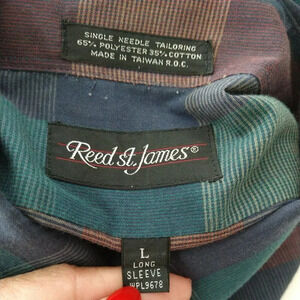 SINGLE NEEDLE TAILORING
65% POLYESTER 35% COTTON
MADE IN TAIWAN R.O.C.
Reed St. James®
L
LONG
SLEEVE
WPL9678